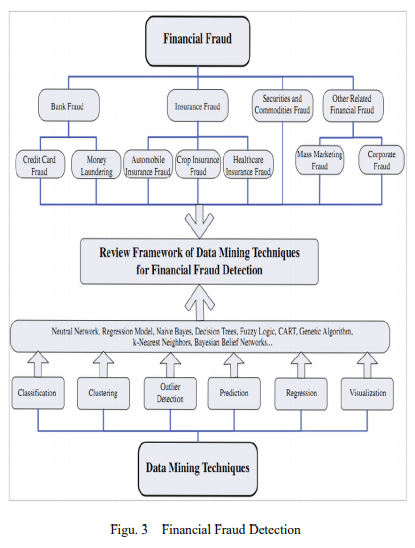 Financial Fraud
Bank Fraud
Insurance Fraud
Securities and
Commodities Fraud
Other Related
Financial Fraud
Credit Card
Fraud
Money
Laundering
Automobile
Insurance Fraud
Crop Insurance
Fraud
Healthcare
Insurance Fraud
Mass Marketing
Fraud
Corporate
Fraud
Review Framework of Data Mining Techniques
for Financial Fraud Detection
Neutral Network, Regression Model, Naive Bayes, Decision Trees, Fuzzy Logic, CART, Genetic Algorithm,
k-Nearest Neighbors, Bayesian Belief Networks...
Classification
Clustering
Outlier
Detection
Prediction
Regression
Visualization
Data Mining Techniques
Figu. 3 Financial Fraud Detection